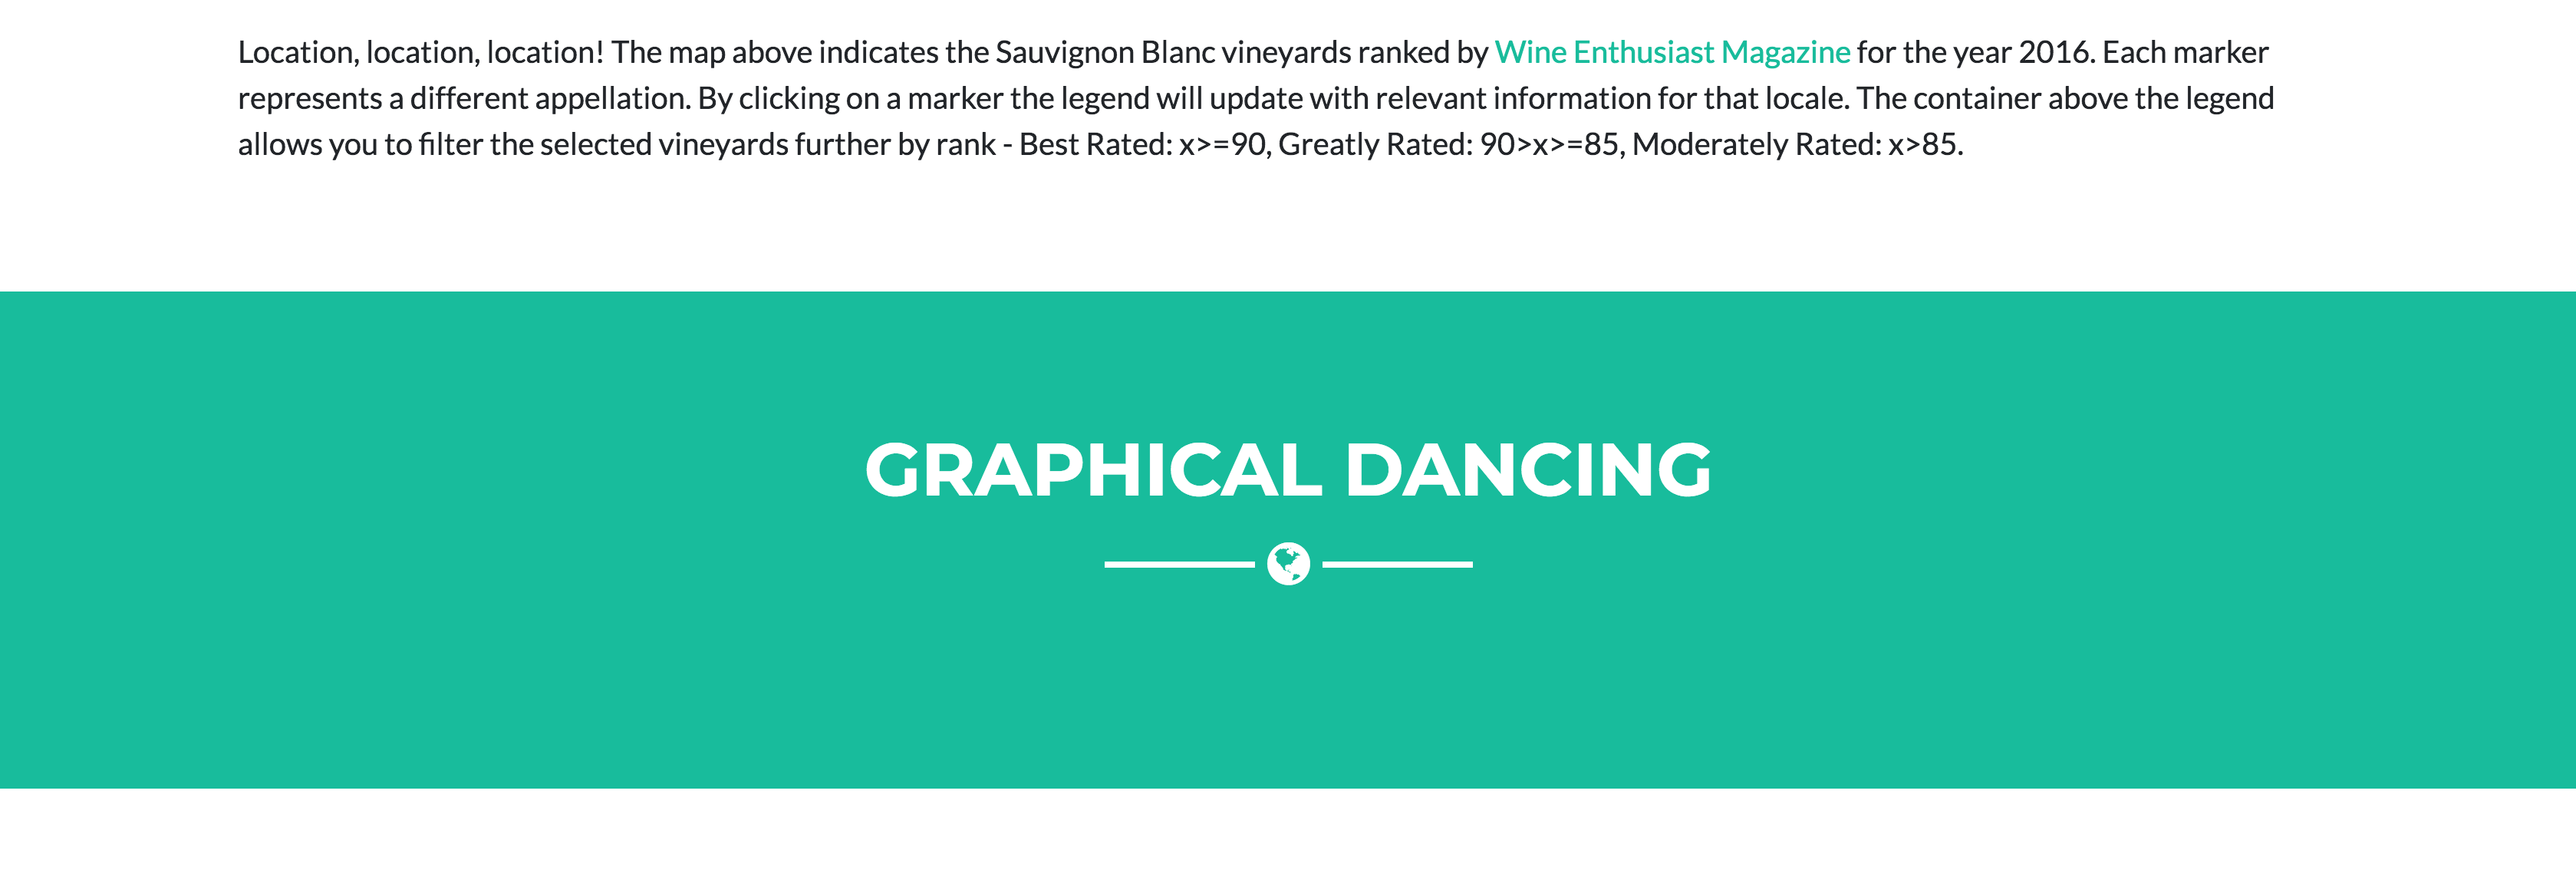 Location, location, location! The map above indicates the Sauvignon Blanc vineyards ranked by Wine Enthusiast Magazine for the year 2016. Each marker
represents a different appellation. By clicking on a marker the legend will update with relevant information for that locale. The container above the legend
allows you to filter the selected vineyards further by rank - Best Rated: x>=90, Greatly Rated: 90>x>=85, Moderately Rated: x>85.
GRAPHICAL DANCING